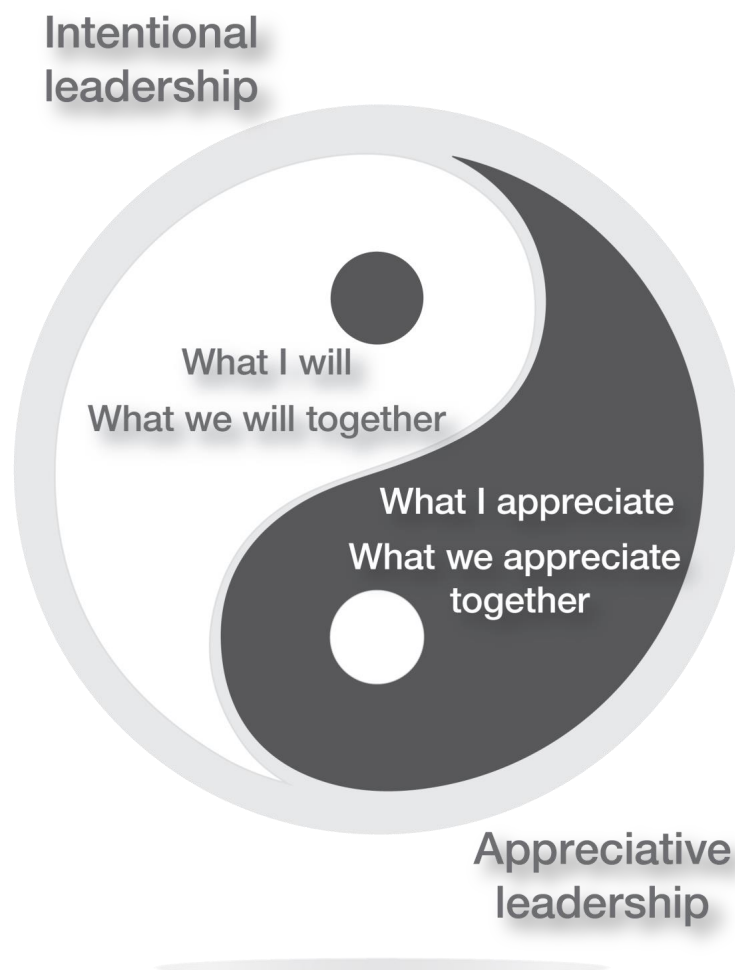 Intentional
leadership
What I will
What we will together
What I appreciate
What we appreciate
together
Appreciative
leadership